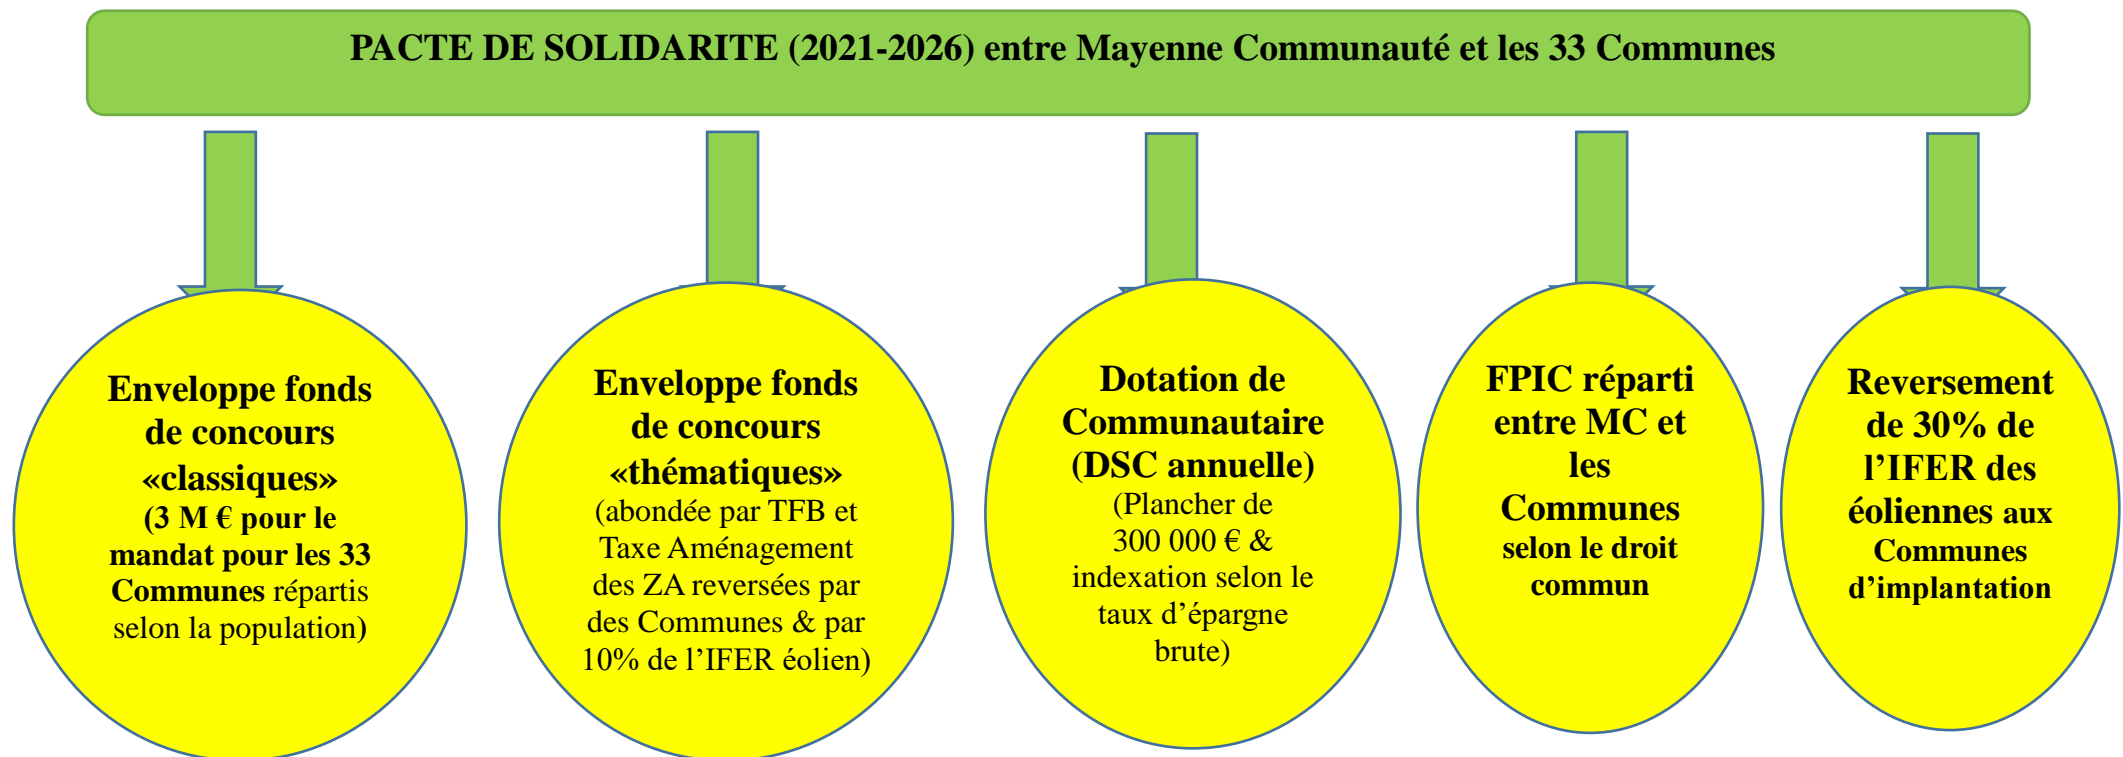 PACTE DE SOLIDARITE (2021-2026) entre Mayenne Communauté et les 33 Communes
Enveloppe fonds
de concours
«classiques»
(3 M € pour le
mandat pour les 33
Communes répartis
selon la population)
Enveloppe fonds
de concours
«thématiques»
(abondée par TFB et
Taxe Aménagement
des ZA reversées par
des Communes & par
10% de l’IFER éolien)
Dotation de
Communautaire
(DSC annuelle)
(Plancher de
300 000 € &
indexation selon le
taux d’épargne
brute)
FPIC réparti
entre MC et
les
Communes
selon le droit
commun
Reversement
de 30% de
l’IFER des
éoliennes aux
Communes
d’implantation